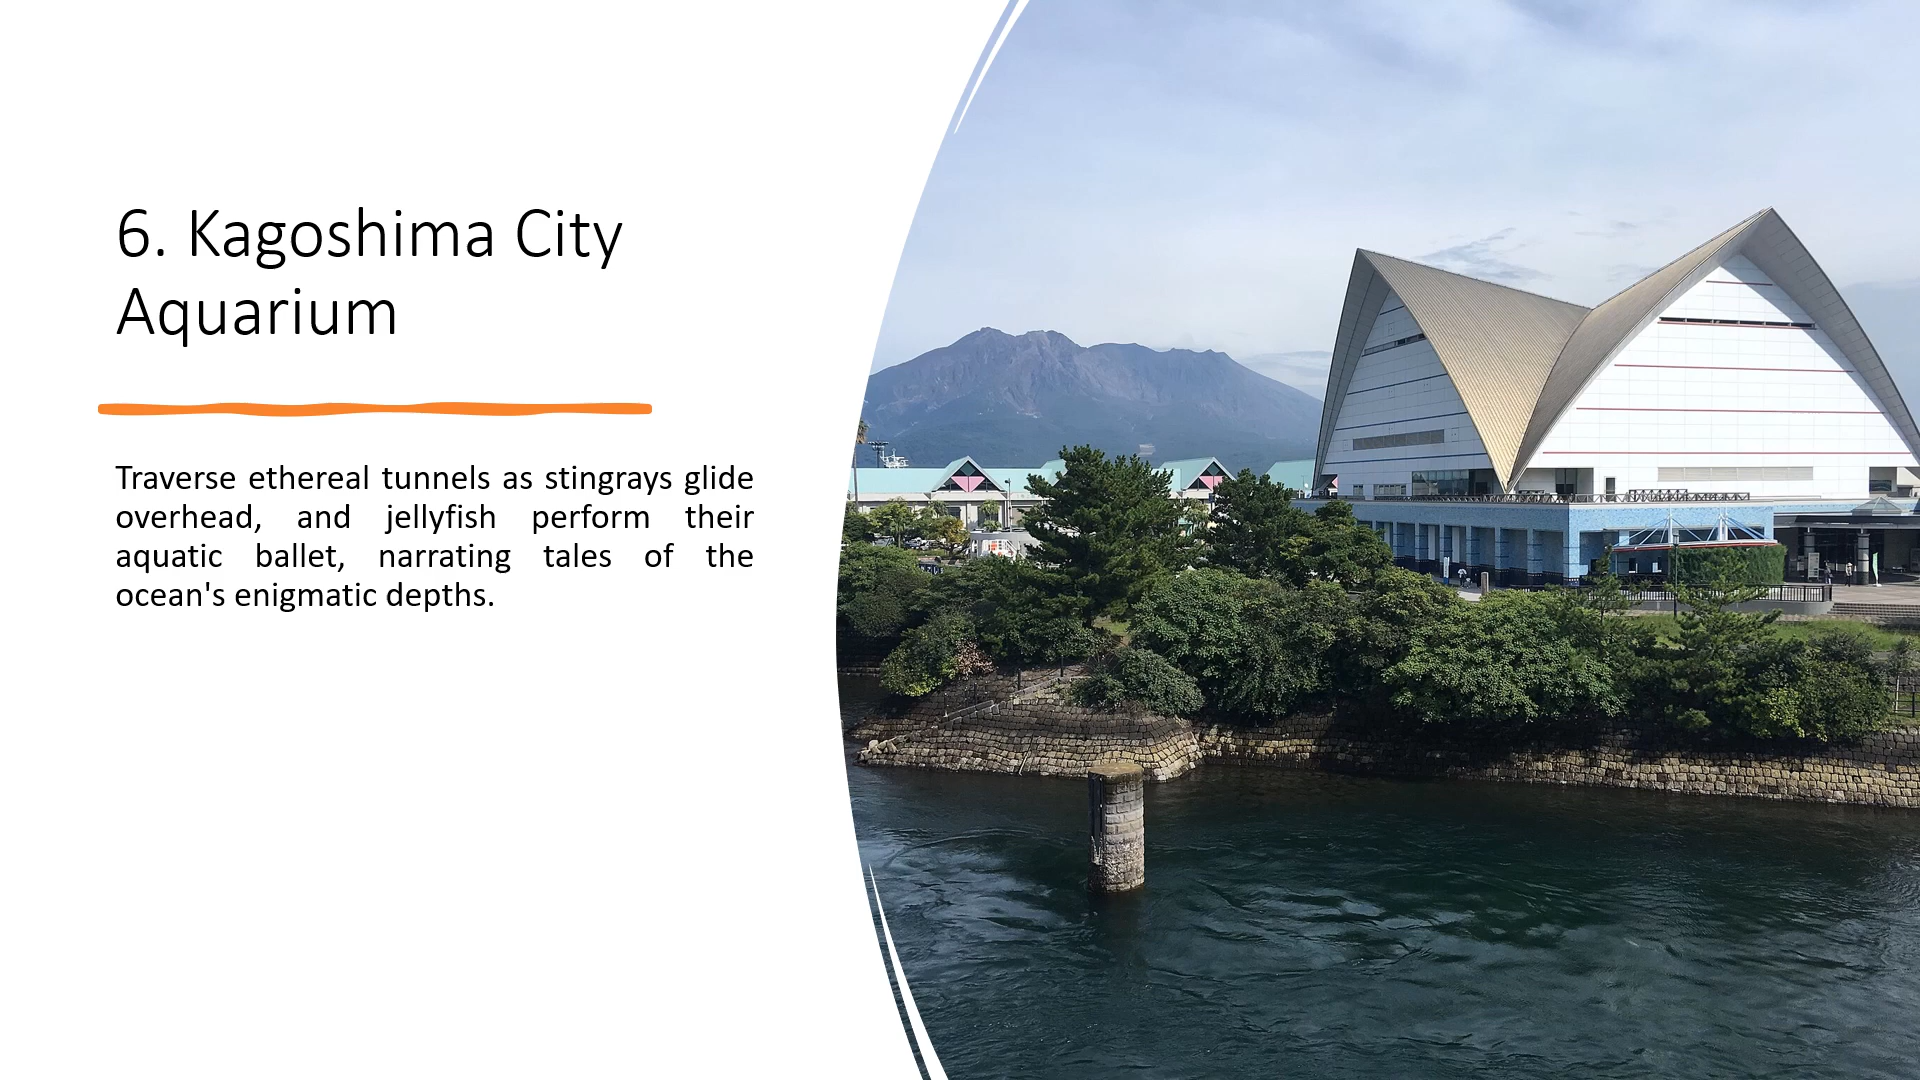 6. Kagoshima City
Aquarium
Traverse ethereal tunnels as stingrays glide
overhead, and jellyfish perform their
aquatic ballet, narrating tales of the
ocean's enigmatic depths.